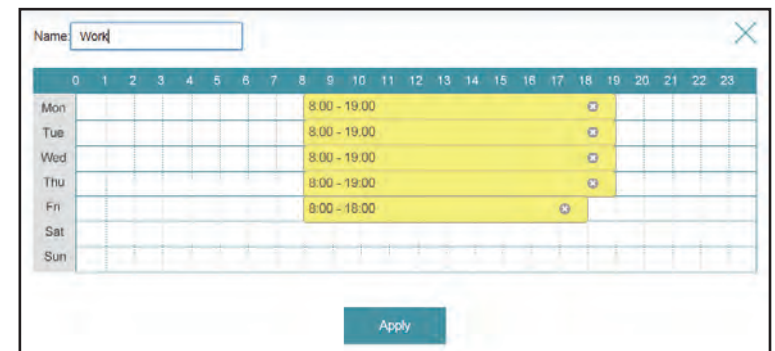 Name: Work
0 1 2 3 4 5 6 7 8 9 10 11 12 13 14 15 16 17 18 19 20 21 22 23
Mon 8:00 - 19:00
Tue 8:00 - 19:00
Wed 8:00 - 19:00
Thu 8:00 - 19:00
Fri 8:00 - 18:00
Sat
Sun
Apply